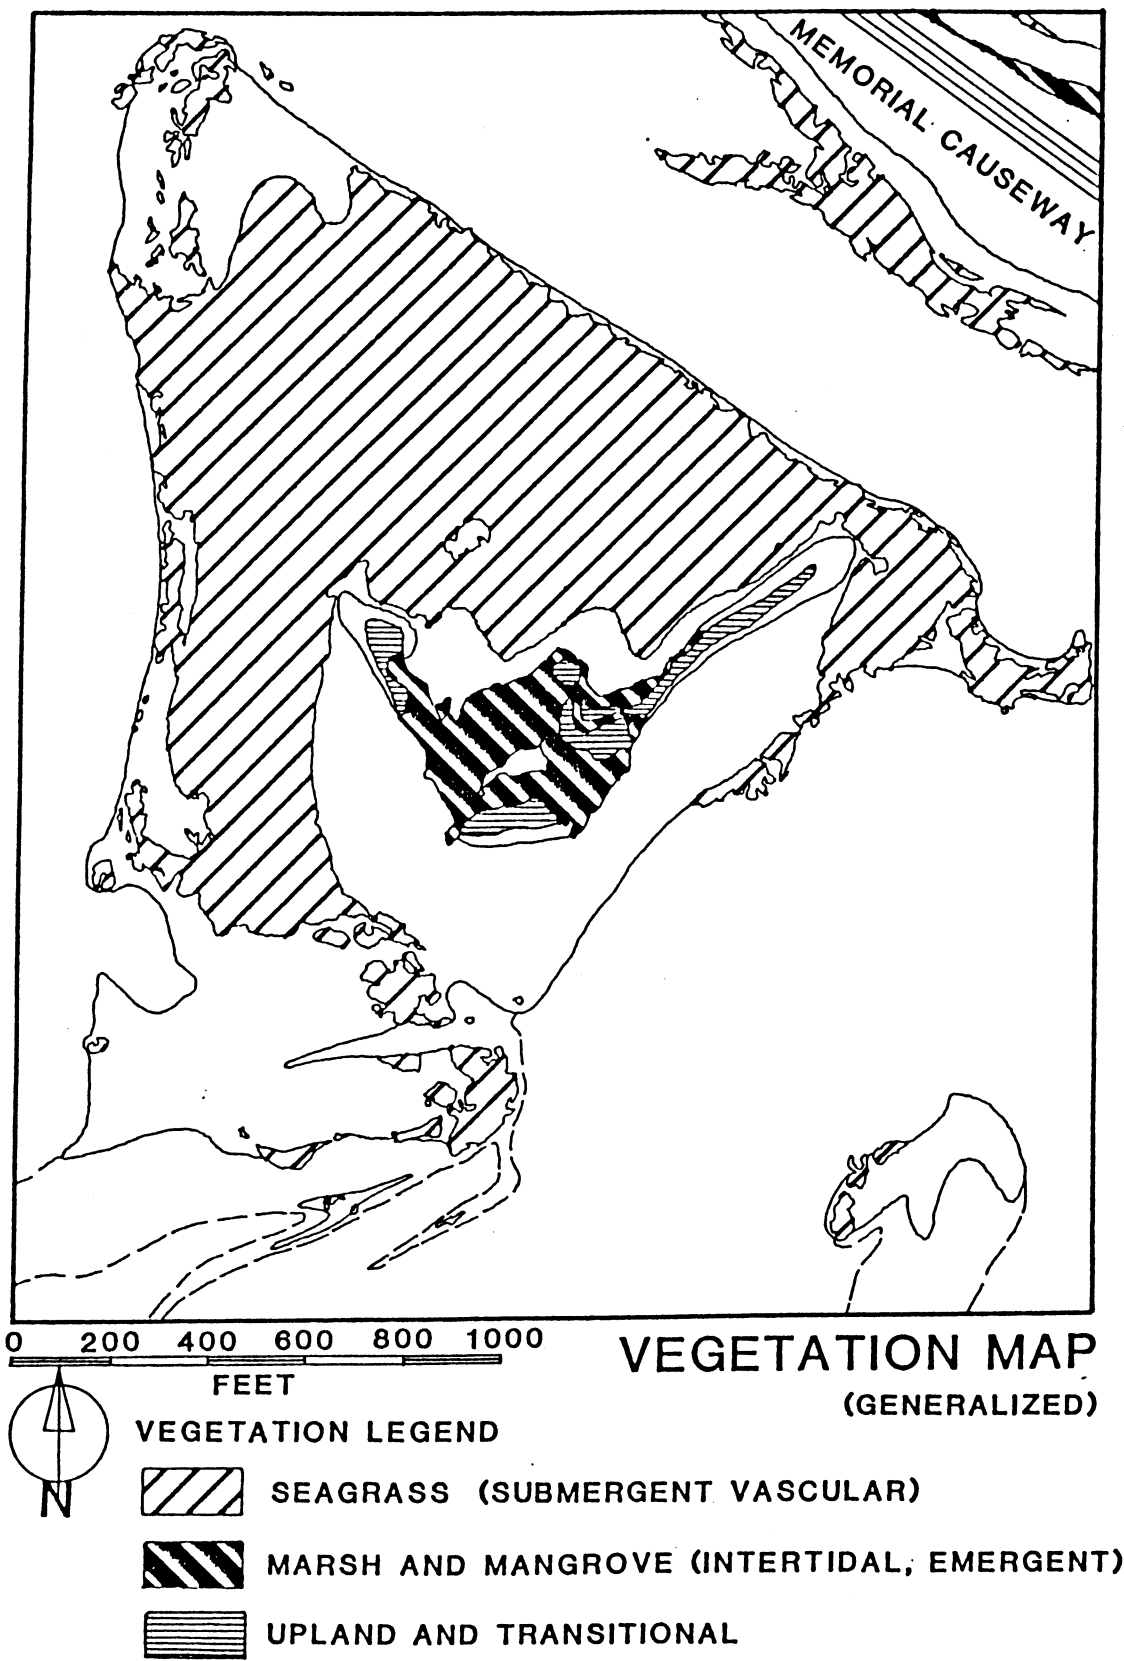 MEMORIAL CAUSEWAY
0 200 400 600 800 1000
FEET
VEGETATION MAP
(GENERALIZED)
N
VEGETATION LEGEND
SEAGRASS (SUBMERGENT VASCULAR)
MARSH AND MANGROVE (INTERTIDAL, EMERGENT)
UPLAND AND TRANSITIONAL